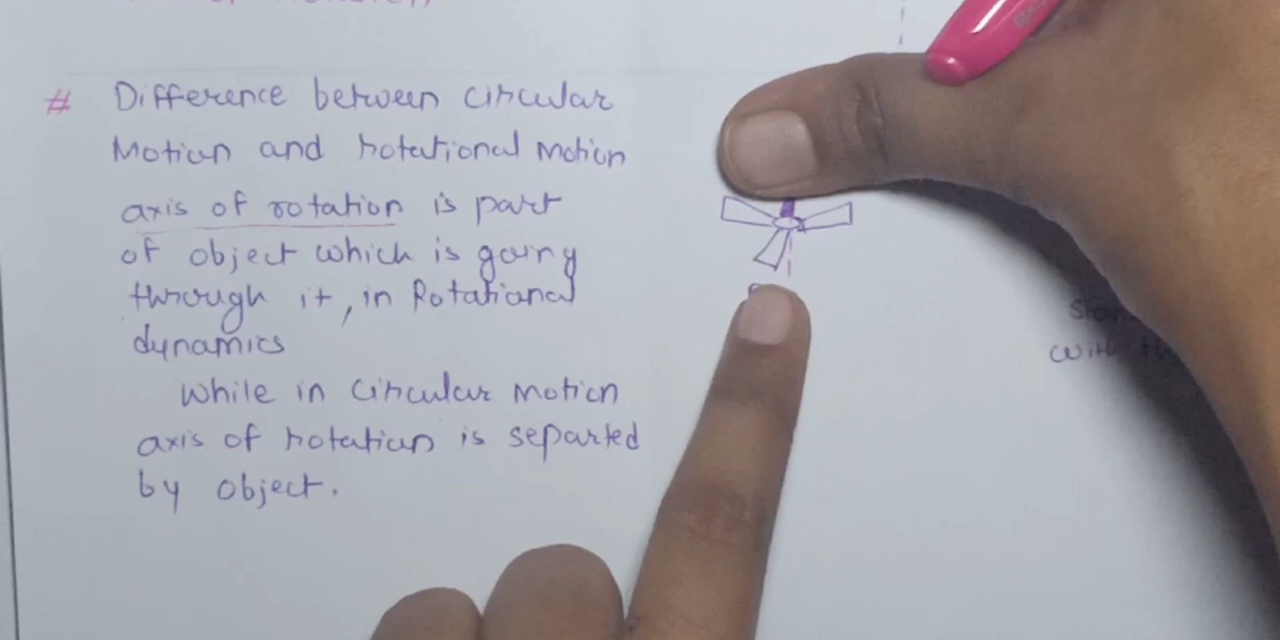 # Difference between circular
Motion and rotational motion
axis of rotation is part
of object which is going
through it, in Rotational
dynamics
While in Circular Motion
axis of rotation is separted
by object.
with